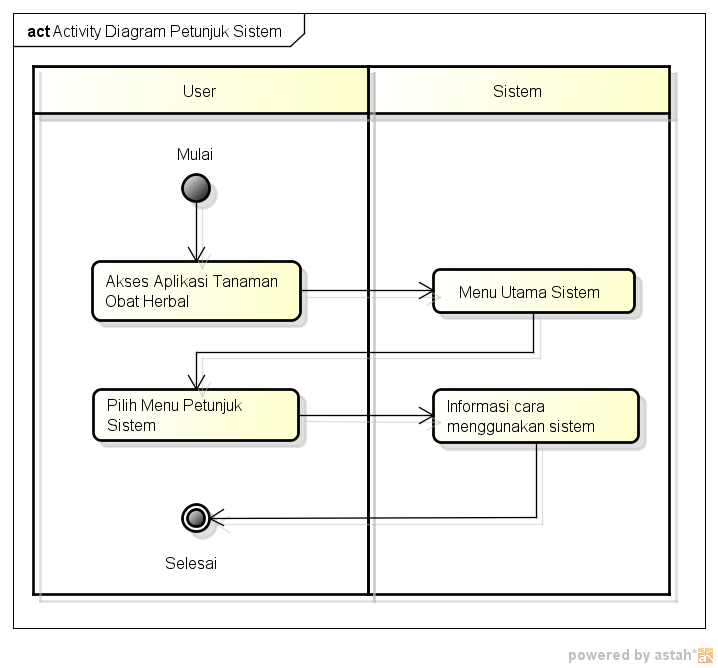 act Activity Diagram Petunjuk Sistem
User
Sistem
Mulai
Akses Aplikasi Tanaman
Obat Herbal
Menu Utama Sistem
Pilih Menu Petunjuk
Sistem
Informasi cara
menggunakan sistem
Selesai
powered by astah*